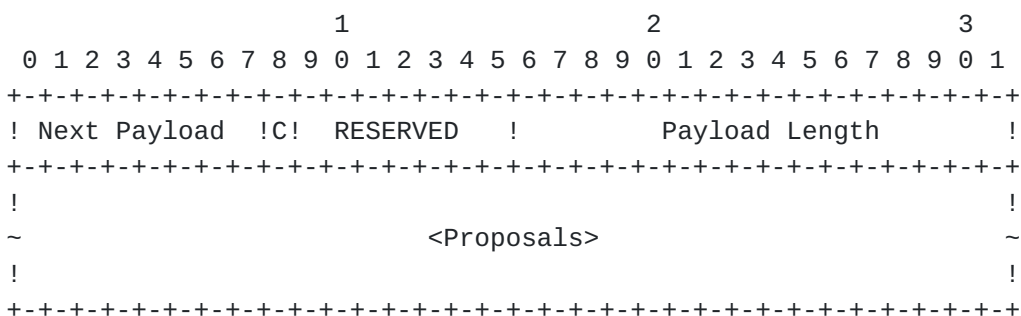 1                   2                   3
 0 1 2 3 4 5 6 7 8 9 0 1 2 3 4 5 6 7 8 9 0 1 2 3 4 5 6 7 8 9 0 1
+-+-+-+-+-+-+-+-+-+-+-+-+-+-+-+-+-+-+-+-+-+-+-+-+-+-+-+-+-+-+-+-+
! Next Payload  !C!  RESERVED   !         Payload Length        !
+-+-+-+-+-+-+-+-+-+-+-+-+-+-+-+-+-+-+-+-+-+-+-+-+-+-+-+-+-+-+-+-+
!                                                               !
~                          <Proposals>                          ~
!                                                               !
+-+-+-+-+-+-+-+-+-+-+-+-+-+-+-+-+-+-+-+-+-+-+-+-+-+-+-+-+-+-+-+-+